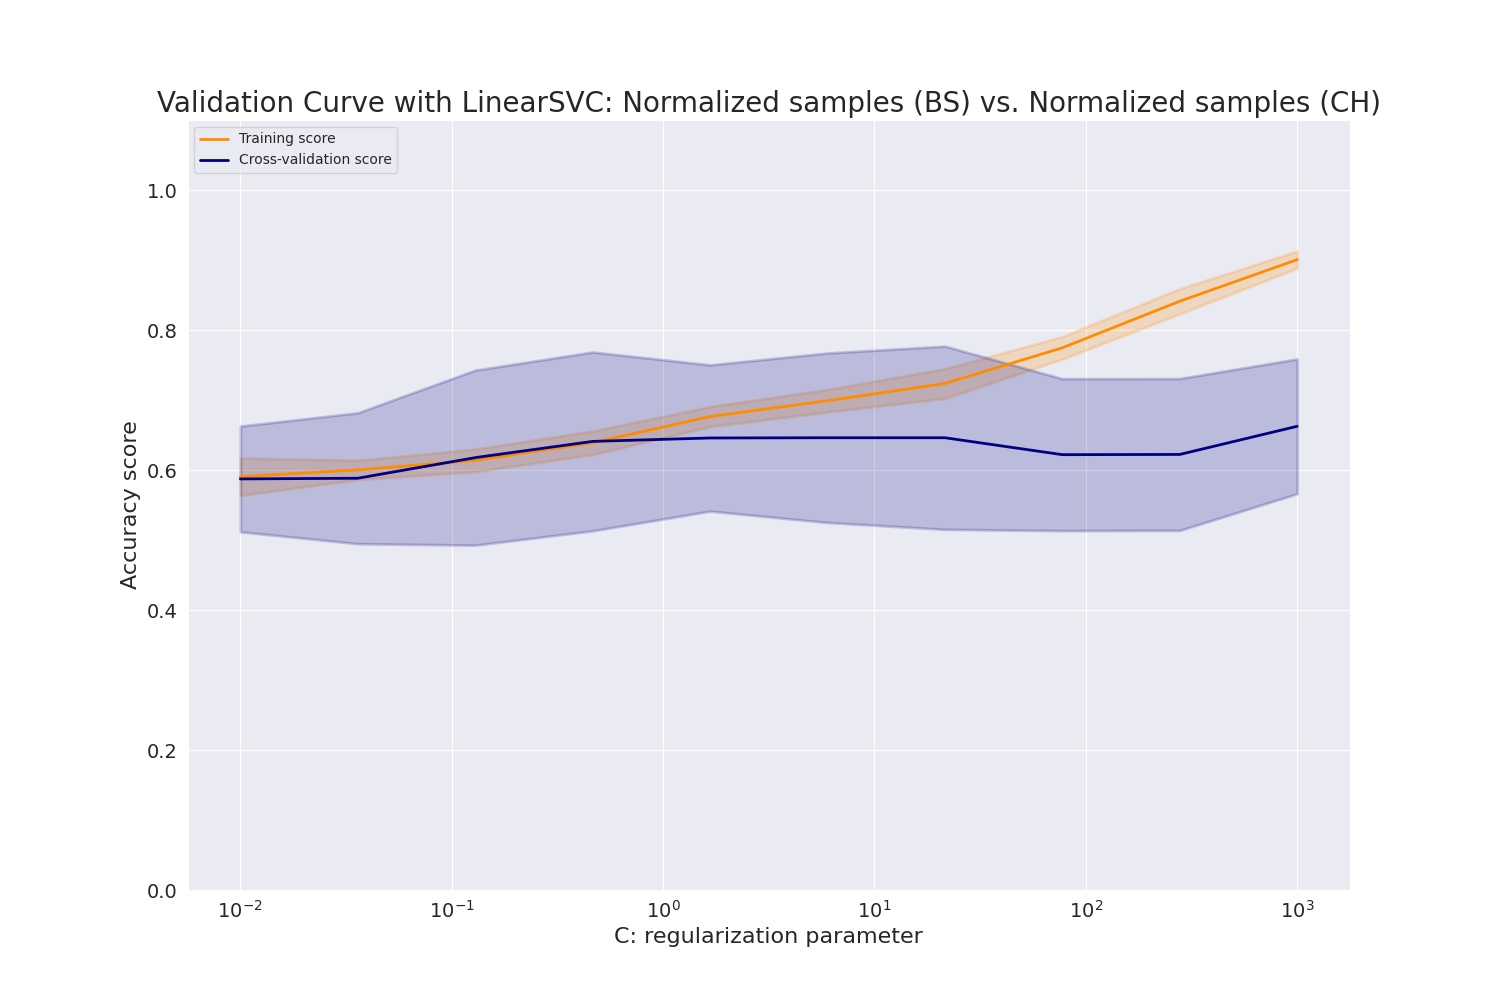 Validation Curve with LinearSVC: Normalized samples (BS) vs. Normalized samples (CH)
Training score
Cross-validation score
1.0
0.8
0.6
0.4
0.2
0.0
Accuracy score
10⁻² 10⁻¹ 10⁰ 10¹ 10² 10³
C: regularization parameter